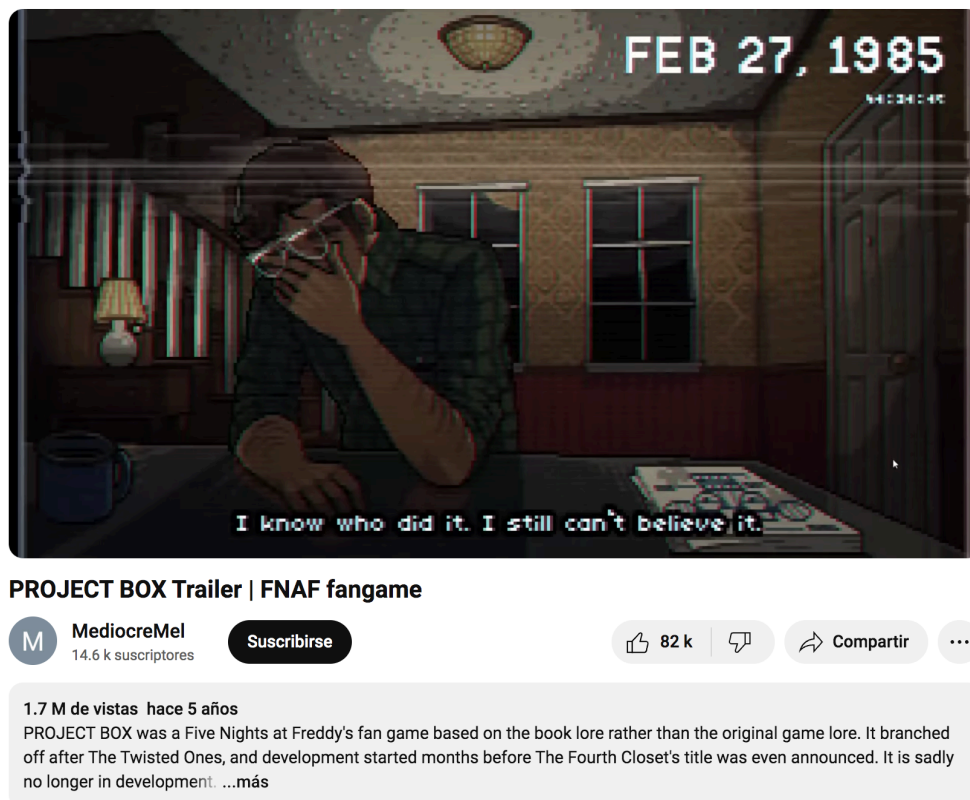 FEB 27, 1985
I know who did it. I still can't believe it.
PROJECT BOX Trailer | FNAF fangame
M
MediocreMel
14.6 k suscriptores
Suscribirse
82 k
Compartir
1.7 M de vistas hace 5 años
PROJECT BOX was a Five Nights at Freddy's fan game based on the book lore rather than the original game lore. It branched
off after The Twisted Ones, and development started months before The Fourth Closet's title was even announced. It is sadly
no longer in development. ...más